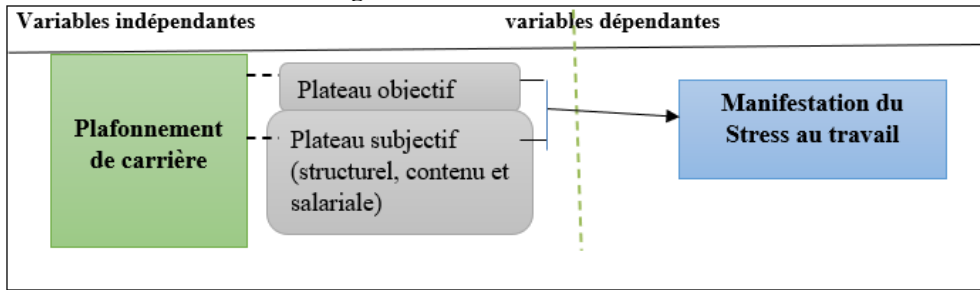 Variables indépendantes
variables dépendantes
Plafonnement
de carrière
Plateau objectif
Plateau subjectif
(structurel, contenu et
salariale)
Manifestation du
Stress au travail